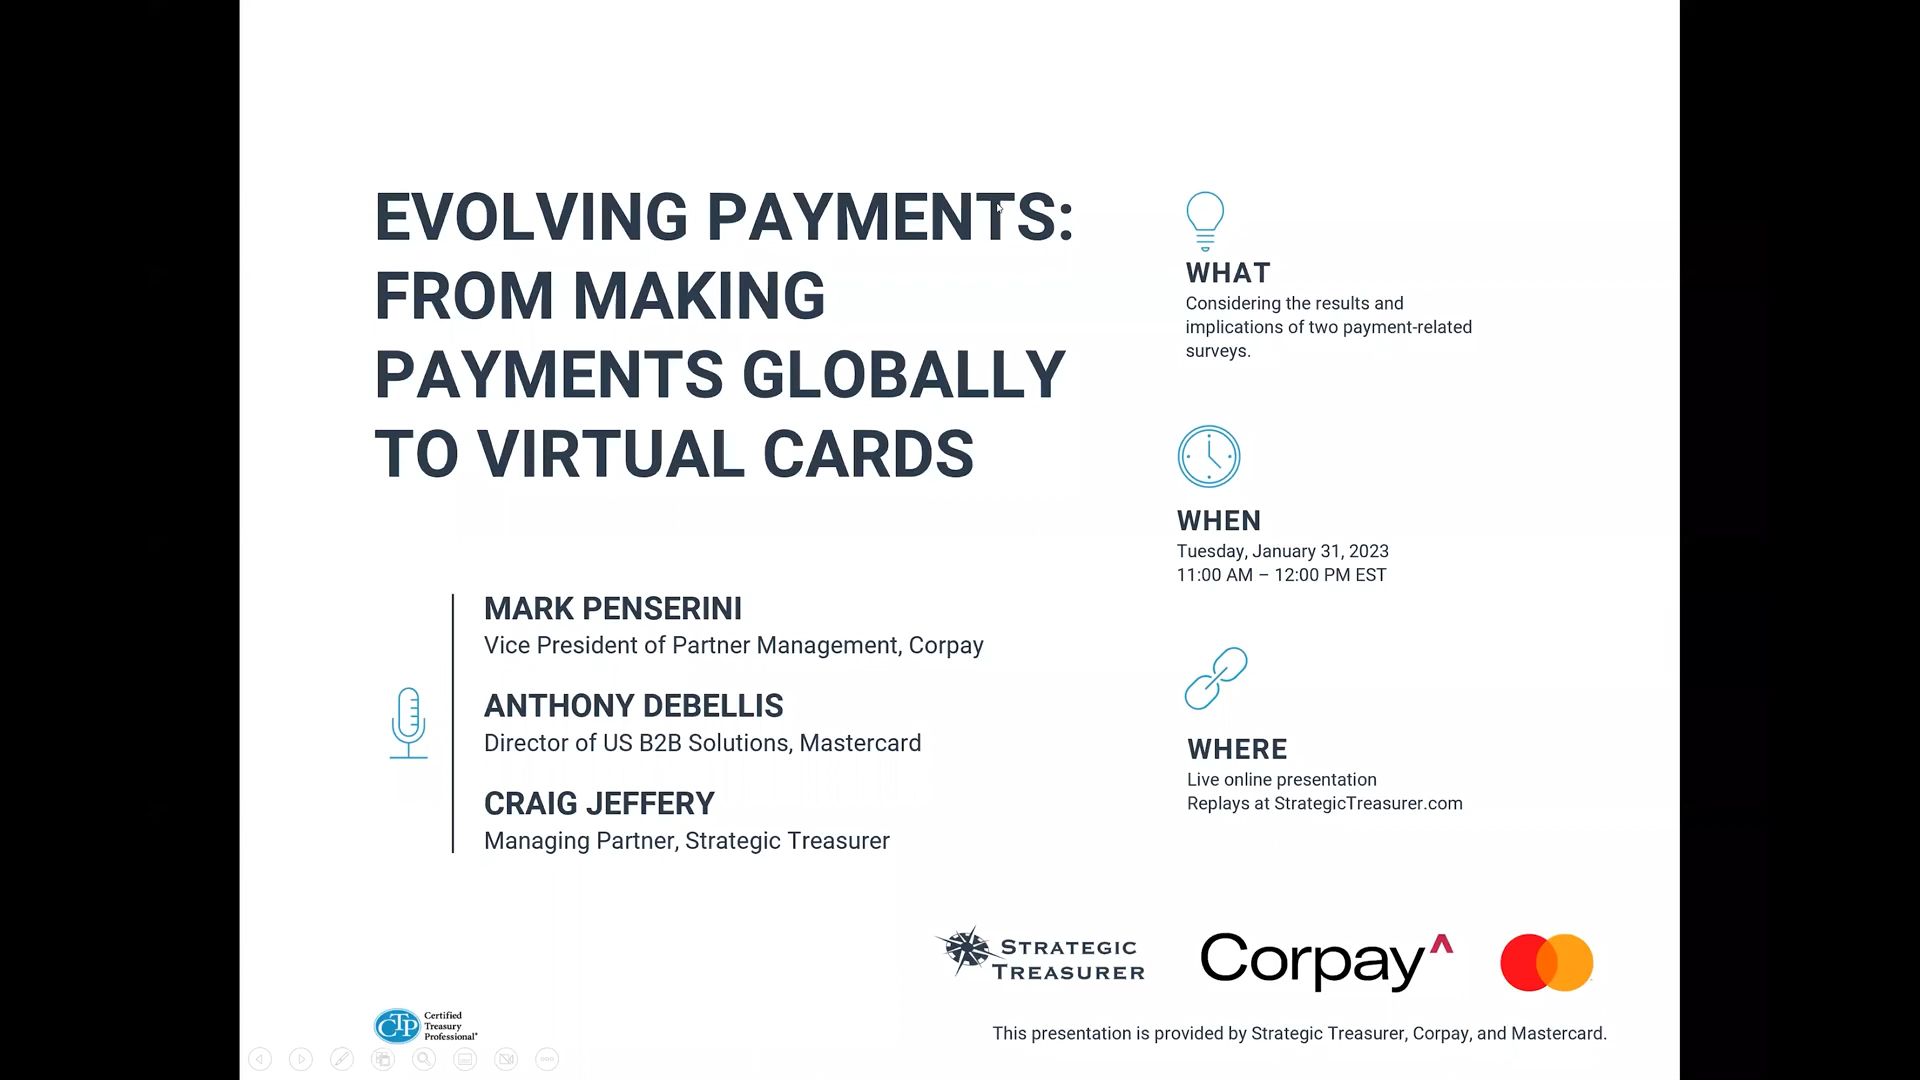 EVOLVING PAYMENTS:
FROM MAKING
PAYMENTS GLOBALLY
TO VIRTUAL CARDS
MARK PENSERINI
Vice President of Partner Management, Corpay
ANTHONY DEBELLIS
Director of US B2B Solutions, Mastercard
CRAIG JEFFERY
Managing Partner, Strategic Treasurer
WHAT
Considering the results and
implications of two payment-related
surveys.
WHEN
Tuesday, January 31, 2023
11:00 AM – 12:00 PM EST
WHERE
Live online presentation
Replays at StrategicTreasurer.com
STRATEGIC
TREASURER
Corpay
CTP
Certified
Treasury
Professional
This presentation is provided by Strategic Treasurer, Corpay, and Mastercard.